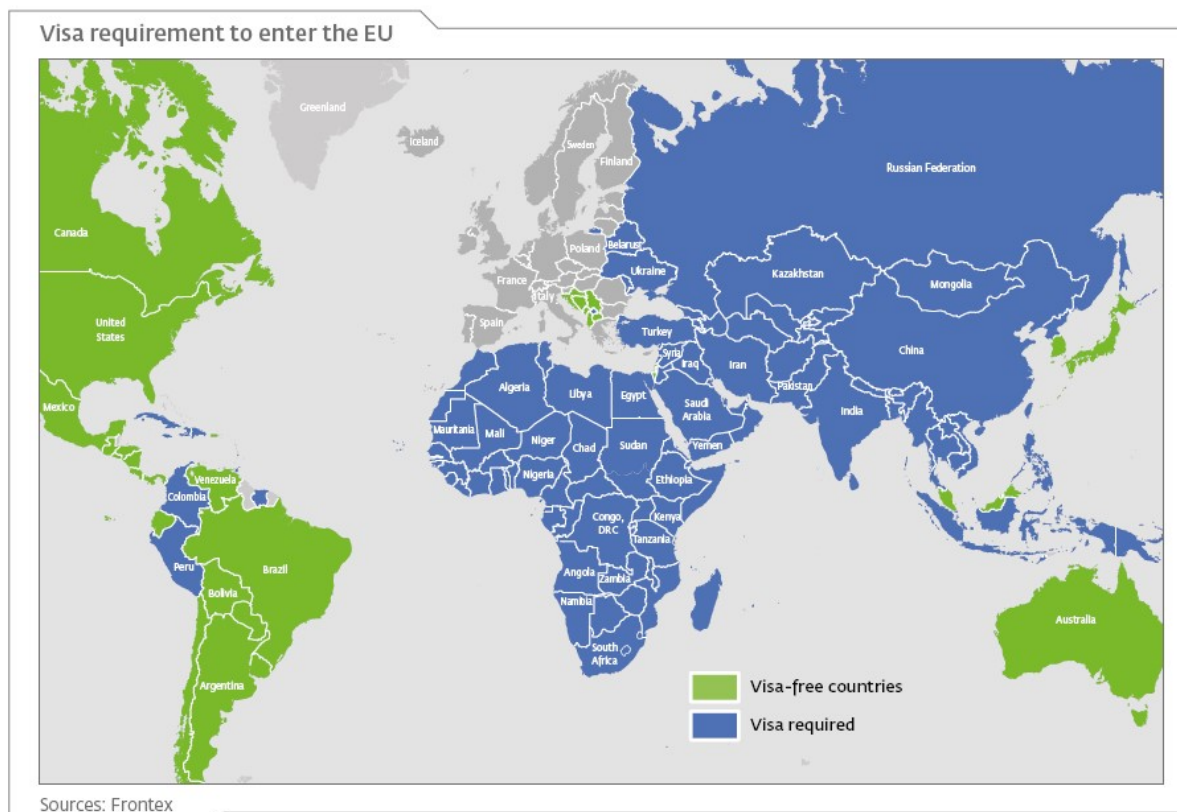 Visa requirement to enter the EU
Greenland
Iceland
Sweden
Finland
Russian Federation
Canada
Poland
Belarus
Ukraine
France
Italy
Kazakhstan
Mongolia
United
States
Spain
Turkey
Syria
Iraq
Iran
China
Mexico
Algeria
Libya
Egypt
Pakistan
India
Saudi
Arabia
Mauritania
Mali
Niger
Chad
Sudan
Yemen
Venezuela
Colombia
Nigeria
Ethiopia
Congo,
DRC
Kenya
Tanzania
Peru
Brazil
Bolivia
Angola
Zambia
Namibia
South
Africa
Australia
Argentina
Visa-free countries
Visa required
Sources: Frontex